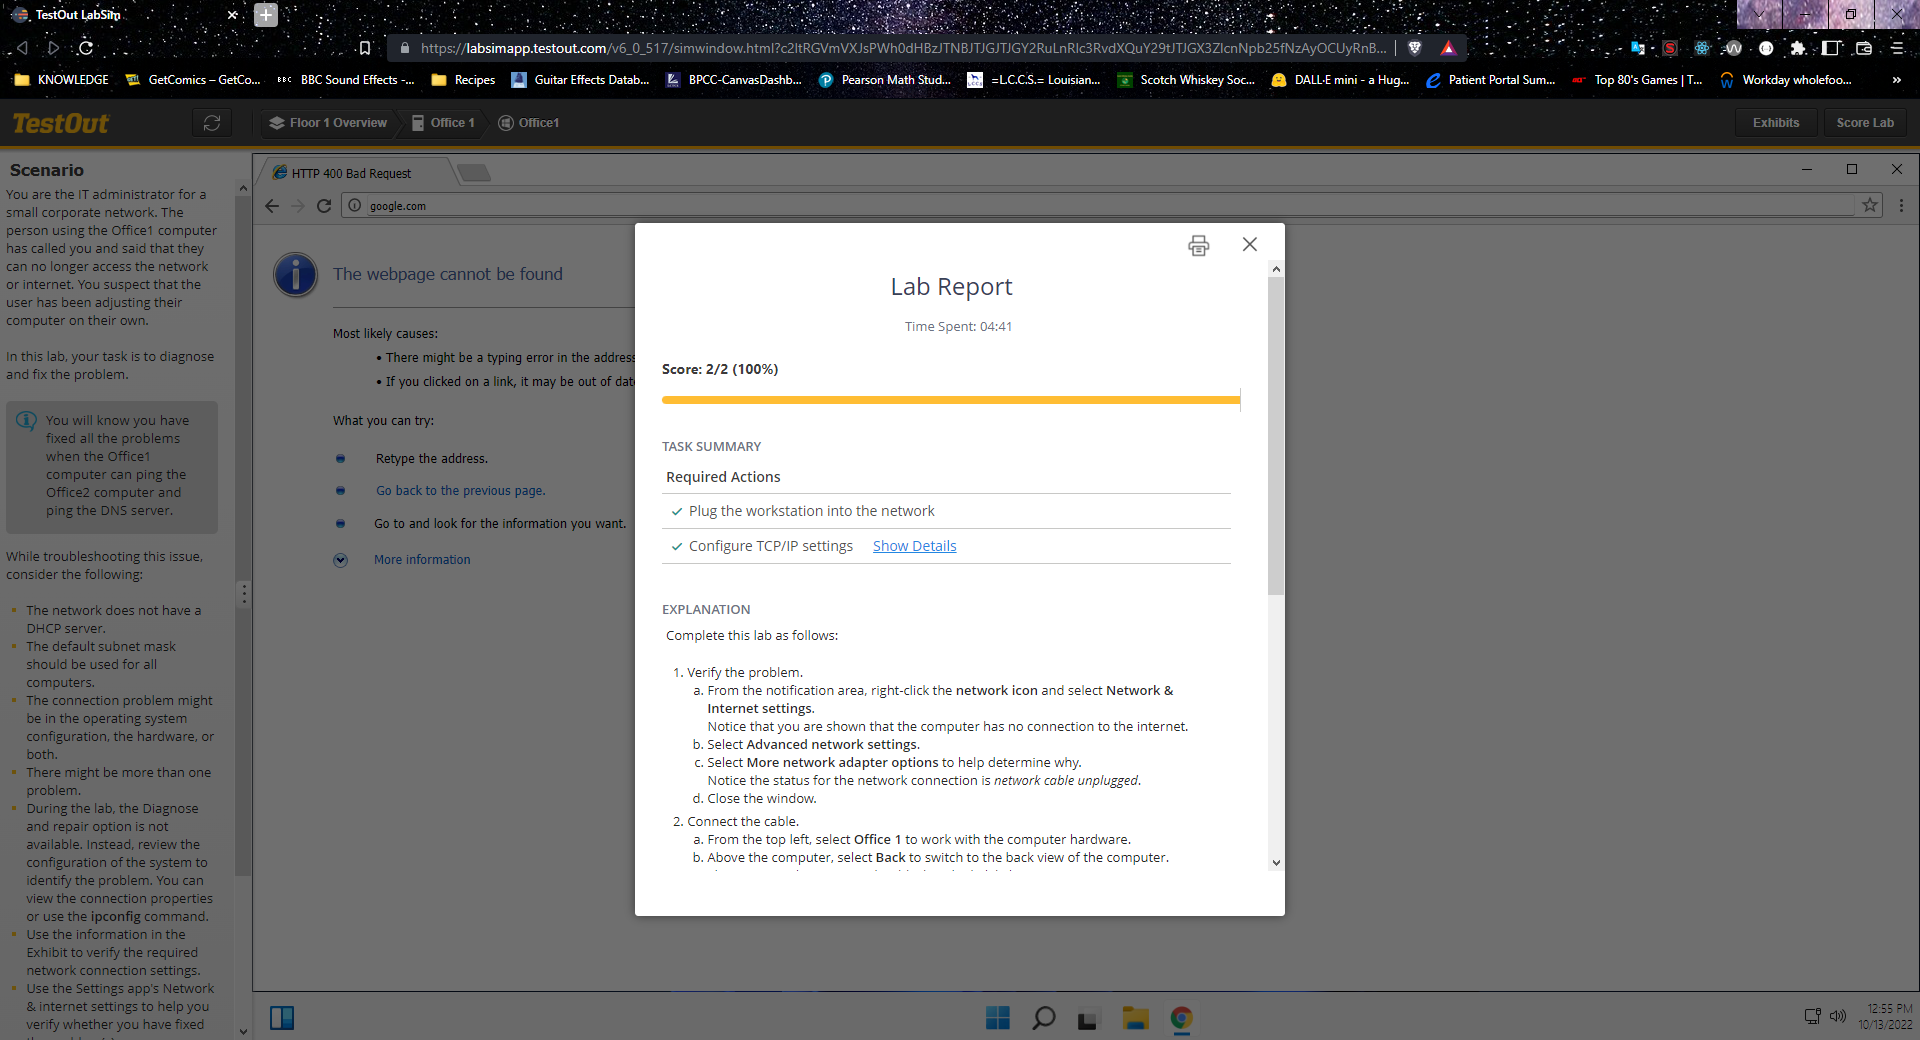 TestOut LabSim
https://labsimapp.testout.com/v6_0_517/simwindow.html?c2ltRGVmVXJsPWh0dHBzJTNBJTJGJTJGY2RuLnRlc3RvdXQuY29tJTJGX3ZlcnNpb25fNzAyOCUyRnB...
KNOWLEDGE
GetComics – GetCo...
BBC BBC Sound Effects -...
Recipes
Guitar Effects Datab...
BPCC-CanvasDashb...
Pearson Math Stud...
=L.C.C.S.= Louisian...
Scotch Whiskey Soc...
DALL·E mini - a Hug...
Patient Portal Sum...
Top 80's Games | T...
Workday wholefoo...
»
TestOut
Floor 1 Overview
Office 1
Office1
Exhibits
Score Lab
Scenario
You are the IT administrator for a
small corporate network. The
person using the Office1 computer
has called you and said that they
can no longer access the network
or internet. You suspect that the
user has been adjusting their
computer on their own.
In this lab, your task is to diagnose
and fix the problem.
You will know you have
fixed all the problems
when the Office1
computer can ping the
Office2 computer and
ping the DNS server.
While troubleshooting this issue,
consider the following:
The network does not have a
DHCP server.
The default subnet mask
should be used for all
computers.
The connection problem might
be in the operating system
configuration, the hardware, or
both.
There might be more than one
problem.
During the lab, the Diagnose
and repair option is not
available. Instead, review the
configuration of the system to
identify the problem. You can
view the connection properties
or use the ipconfig command.
Use the information in the
Exhibit to verify the required
network connection settings.
Use the Settings app's Network
& internet settings to help you
verify whether you have fixed
HTTP 400 Bad Request
google.com
The webpage cannot be found
Most likely causes:
• There might be a typing error in the address
• If you clicked on a link, it may be out of dat
What you can try:
Retype the address.
Go back to the previous page.
Go to and look for the information you want.
More information
Lab Report
Time Spent: 04:41
Score: 2/2 (100%)
TASK SUMMARY
Required Actions
Plug the workstation into the network
Configure TCP/IP settings Show Details
EXPLANATION
Complete this lab as follows:
1. Verify the problem.
a. From the notification area, right-click the network icon and select Network &
Internet settings.
Notice that you are shown that the computer has no connection to the internet.
b. Select Advanced network settings.
c. Select More network adapter options to help determine why.
Notice the status for the network connection is network cable unplugged.
d. Close the window.
2. Connect the cable.
a. From the top left, select Office 1 to work with the computer hardware.
b. Above the computer, select Back to switch to the back view of the computer.
12:55 PM
10/13/2022